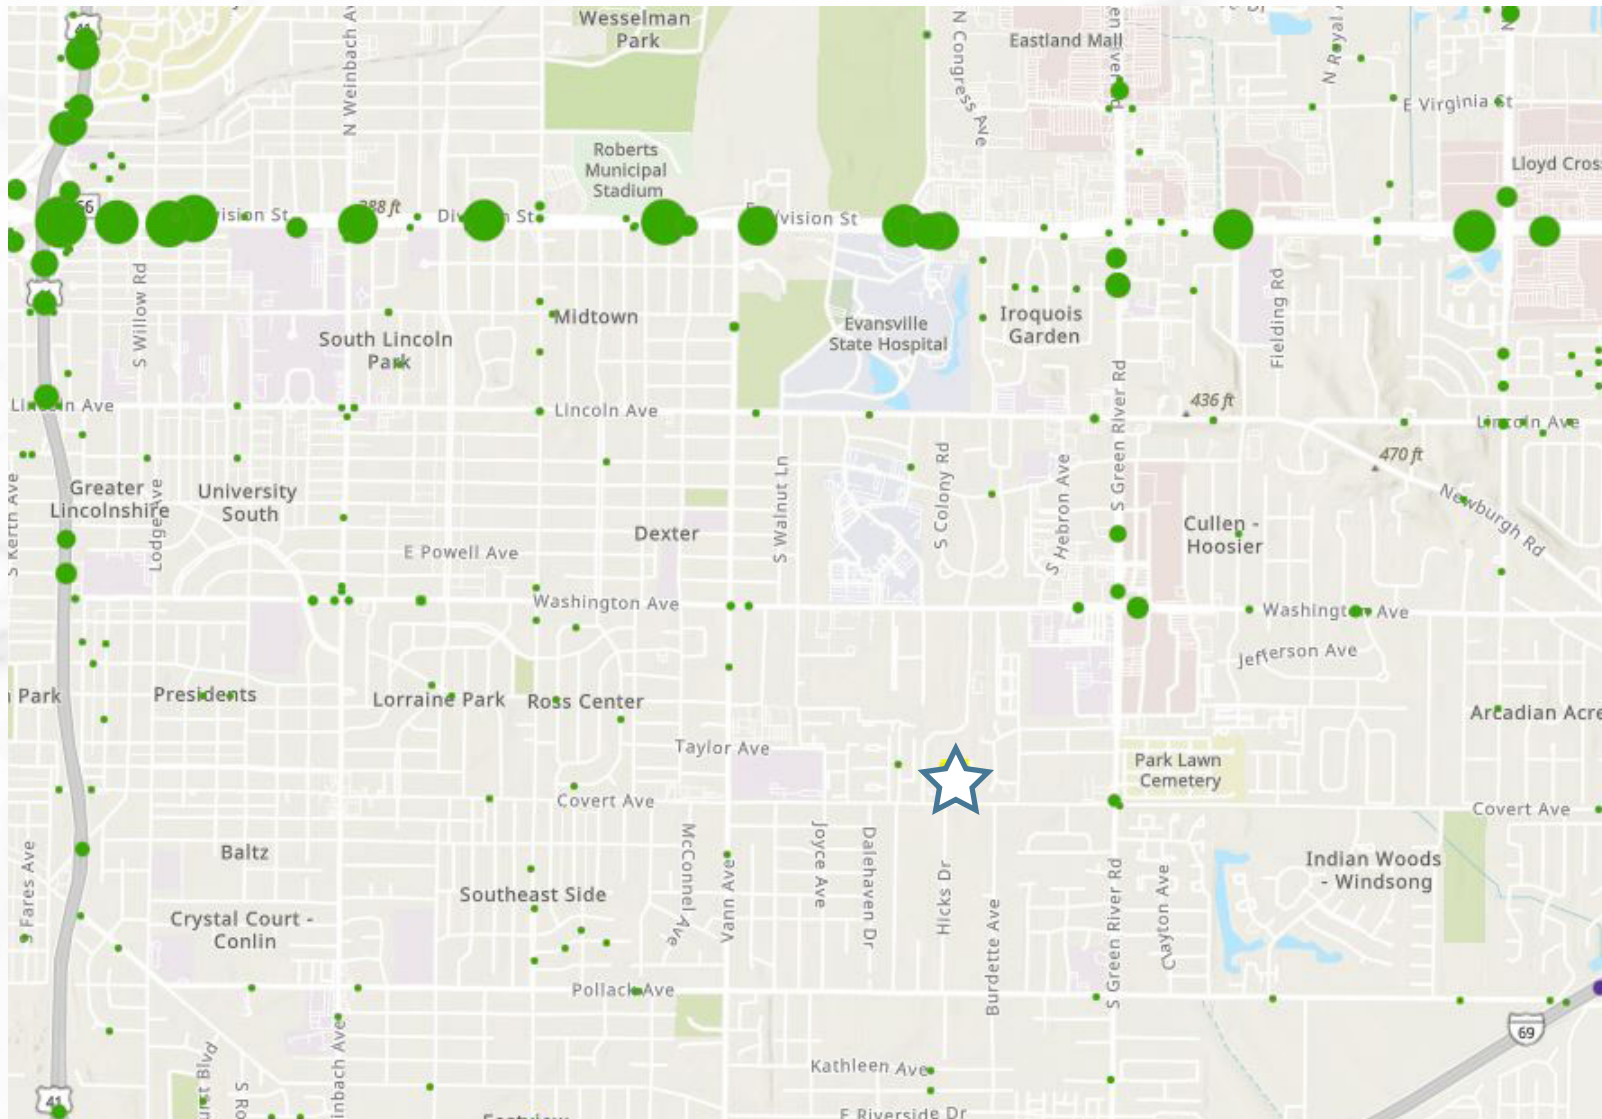 41
Wesselman
Park
N Congress Ave
Eastland Mall
N Weinbach
N Royal
E Virginia St
Roberts
Municipal
Stadium
Lloyd
66
288 ft
St
Division St
Division St
S Willow Rd
Midtown
South Lincoln
Park
Evansville
State Hospital
Iroquois
Garden
Fielding Rd
Lincoln Ave
Lincoln Ave
436 ft
Lincoln Ave
S Green River Rd
470 ft
Newburgh Rd
S Kerth Ave
Greater
Lincolnshire
Lodge Ave
University
South
E Powell Ave
Dexter
S Walnut Ln
S Colony Rd
S Hebron Ave
Cullen -
Hoosier
Washington Ave
Washington Ave
Jefferson Ave
Park
Presidents
Lorraine Park
Ross Center
Arcadian
Taylor Ave
Park Lawn
Cemetery
Covert Ave
Covert Ave
S Fares Ave
Baltz
McConnel Ave
Vann Ave
Joyce Ave
Dalehaven Dr
Hicks Dr
Burdette Ave
S Green River Rd
Clayton Ave
Indian Woods
- Windsong
Southeast Side
Crystal Court -
Conlin
Pollack Ave
69
Kathleen Ave
41
Blvd
S
Ave
E Riverside Dr